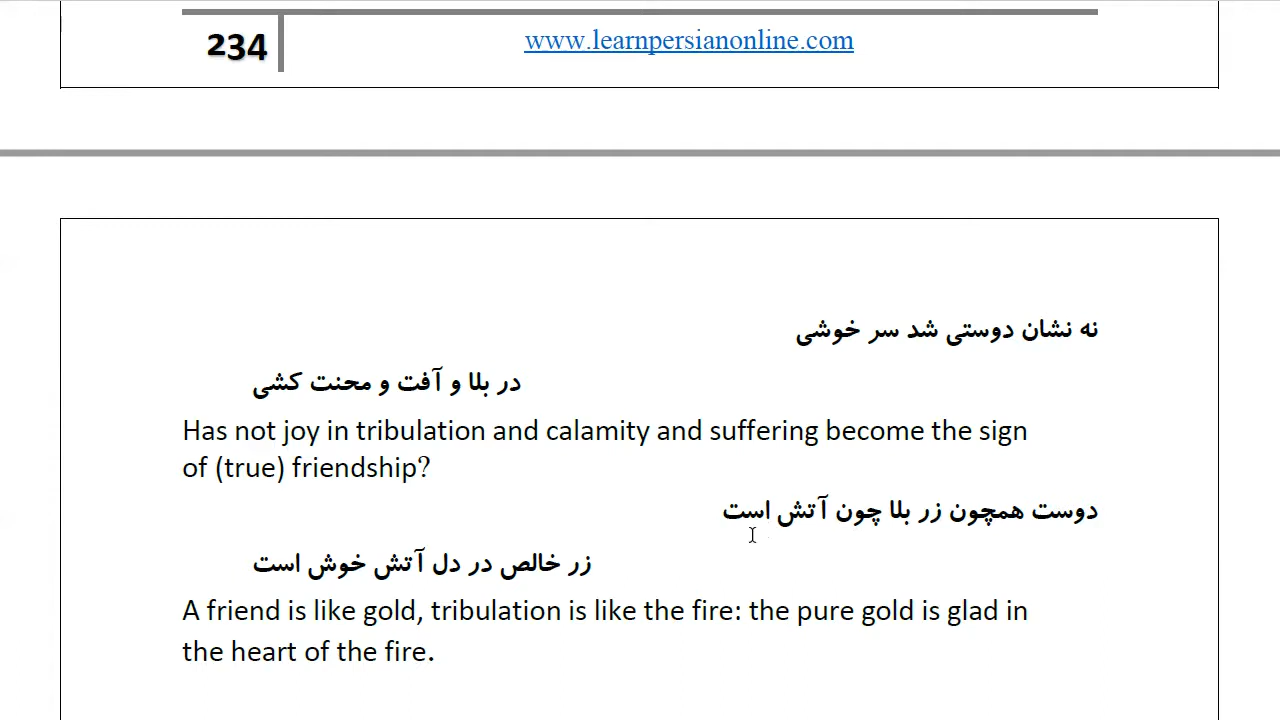 234
www.learnpersianonline.com
نه نشان دوستی شد سر خوشی
در بلا و آفت و محنت کشی
Has not joy in tribulation and calamity and suffering become the sign
of (true) friendship?
دوست همچون زر بلا چون آتش است
زر خالص در دل آتش خوش است
A friend is like gold, tribulation is like the fire: the pure gold is glad in
the heart of the fire.